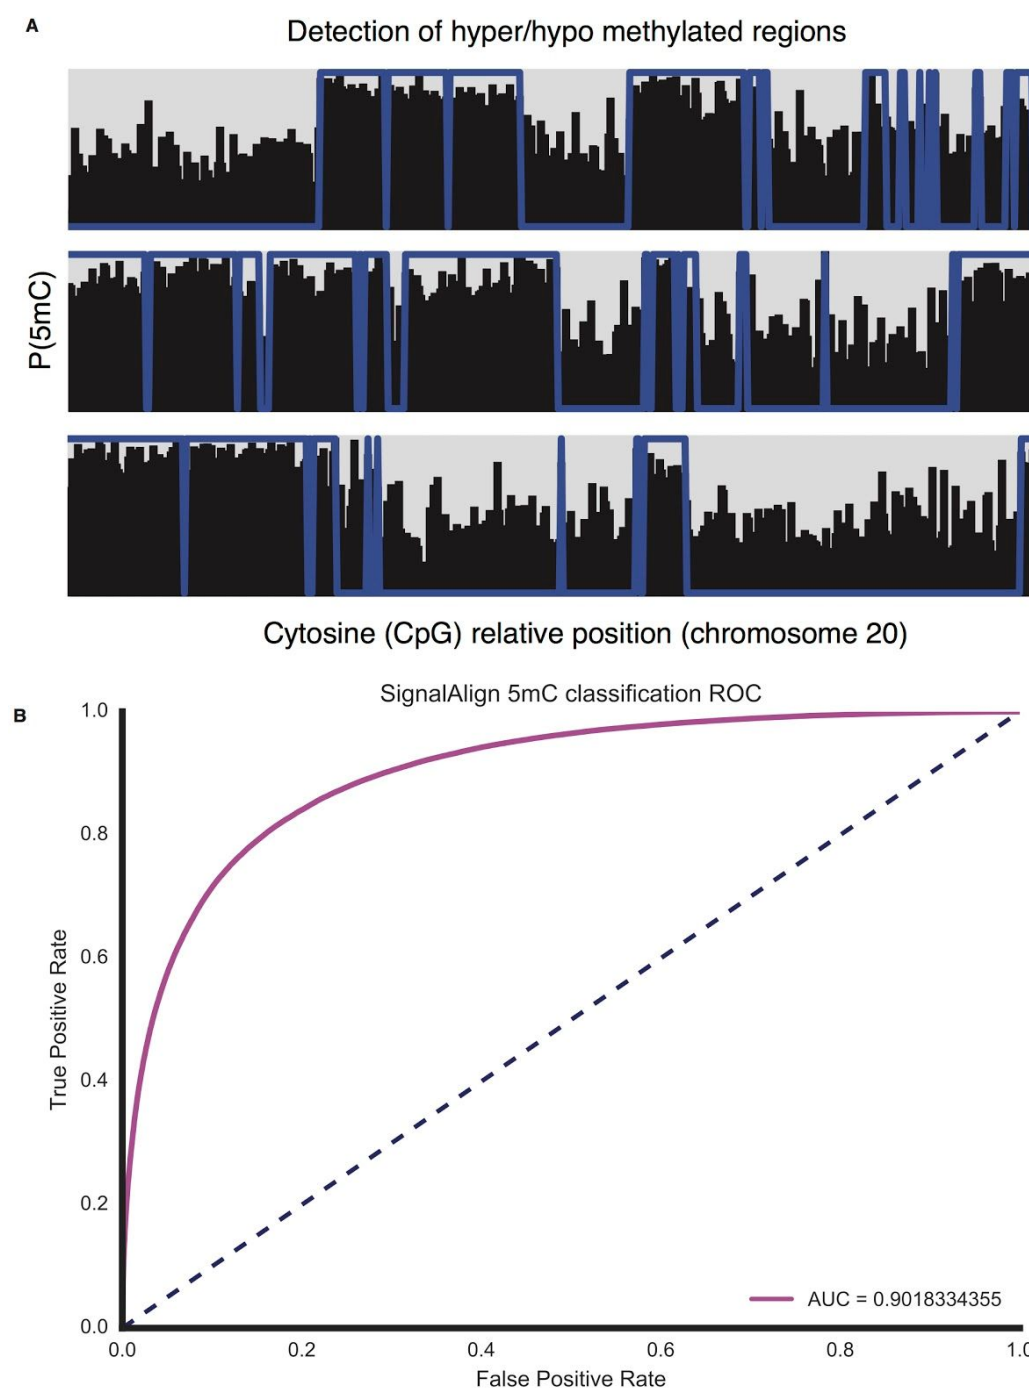 A
Detection of hyper/hypo methylated regions
P(5mC)
Cytosine (CpG) relative position (chromosome 20)
B
SignalAlign 5mC classification ROC
1.0
0.8
0.6
0.4
0.2
0.0
True Positive Rate
AUC = 0.9018334355
0.0 0.2 0.4 0.6 0.8 1.0
False Positive Rate